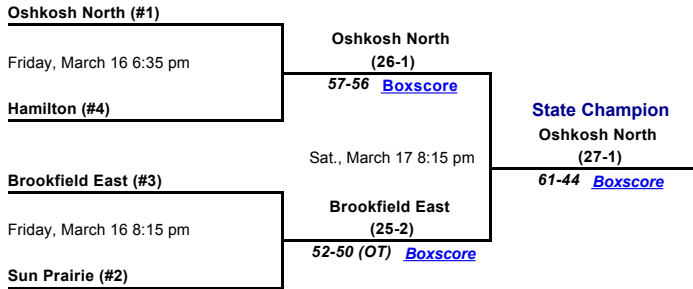 Oshkosh North (#1)
Friday, March 16 6:35 pm
Hamilton (#4)
Oshkosh North
(26-1)
57-56 Boxscore
Brookfield East (#3)
Friday, March 16 8:15 pm
Sun Prairie (#2)
Brookfield East
(25-2)
52-50 (OT) Boxscore
Sat., March 17 8:15 pm
State Champion
Oshkosh North
(27-1)
61-44 Boxscore